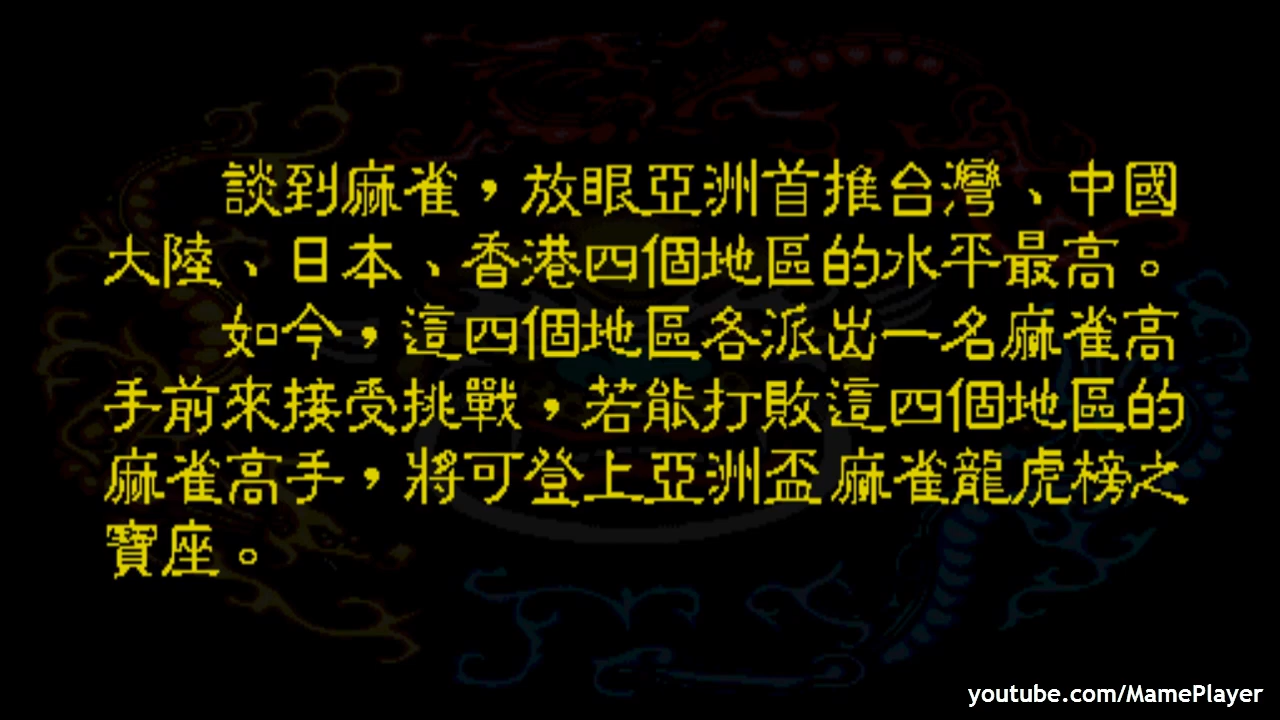 談到麻雀，放眼亞洲首推台灣、中國
大陸、日本、香港四個地區的水平最高。
如今，這四個地區各派出一名麻雀高
手前來接受挑戰，若能打敗這四個地區的
麻雀高手，將可登上亞洲盃麻雀龍虎榜之
寶座。
youtube.com/MamePlayer